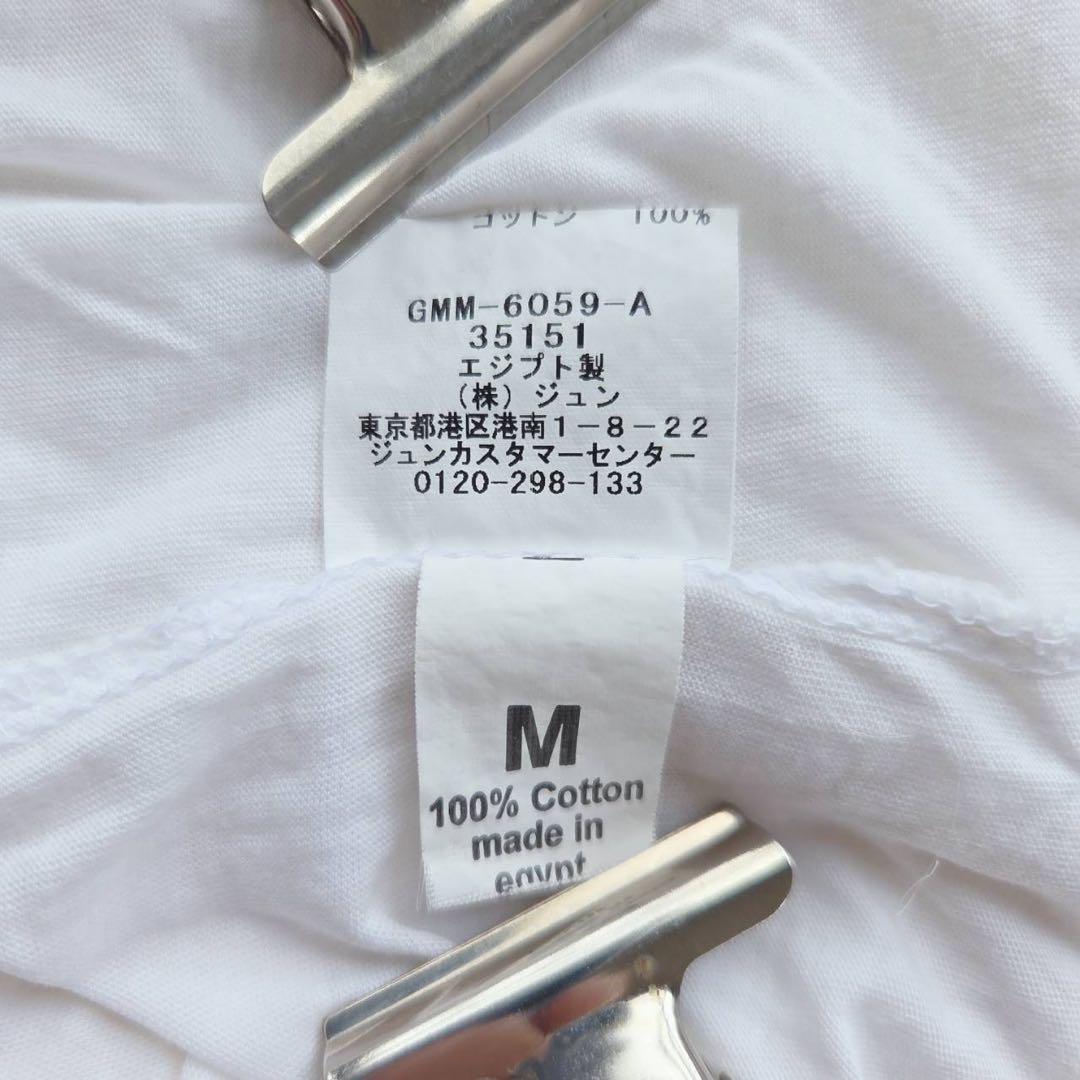 コットン 100%
GMM-6059-A
35151
エジプト製
(株) ジュン
東京都港区港南1-8-22
ジュンカスタマーセンター
0120-298-133
M
100% Cotton
made in
egypt